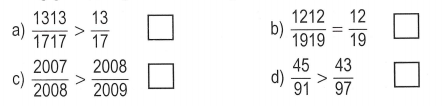 a) 1313/1717 > 13/17 □ b) 1212/1919 = 12/19 □
c) 2007/2008 > 2008/2009 □ d) 45/91 > 43/97 □